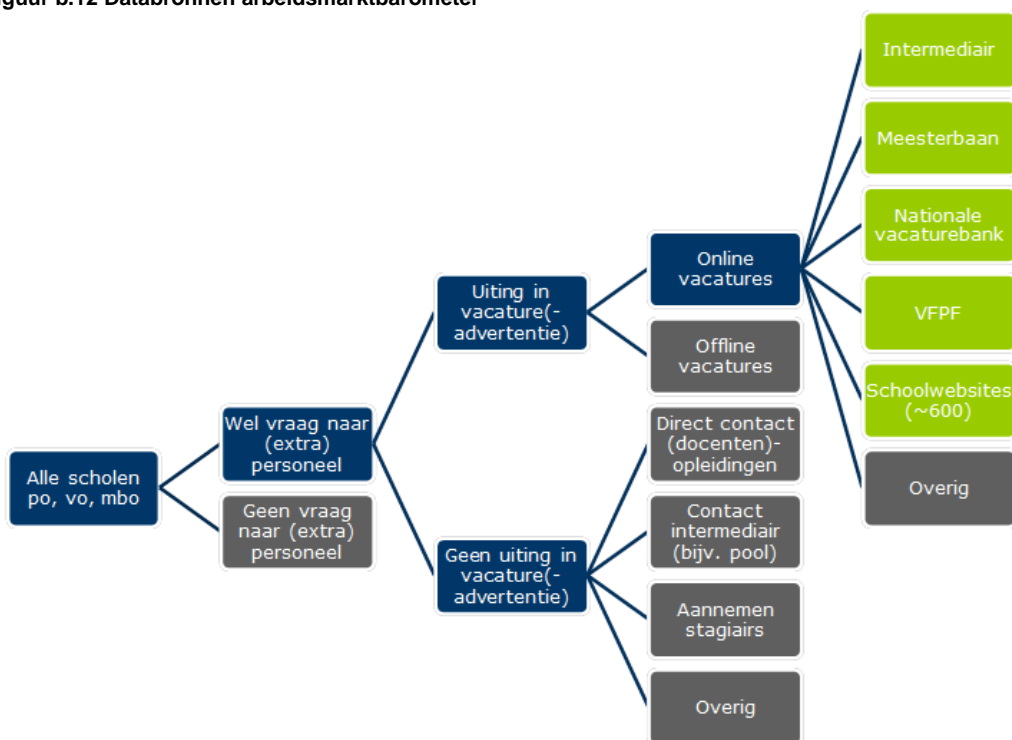 guur b.12 Databronnen arbeidsmarktbarometer
Alle scholen
po, vo, mbo
Wel vraag naar
(extra)
personeel
Geen vraag
naar (extra)
personeel
Uiting in
vacature(-
advertentie)
Geen uiting in
vacature(-
advertentie)
Online
vacatures
Offline
vacatures
Direct contact
(docenten)-
opleidingen
Contact
intermediair
(bijv. pool)
Aannemen
stagiairs
Overig
Intermediair
Meesterbaan
Nationale
vacaturebank
VFPF
Schoolwebsites
(~600)
Overig